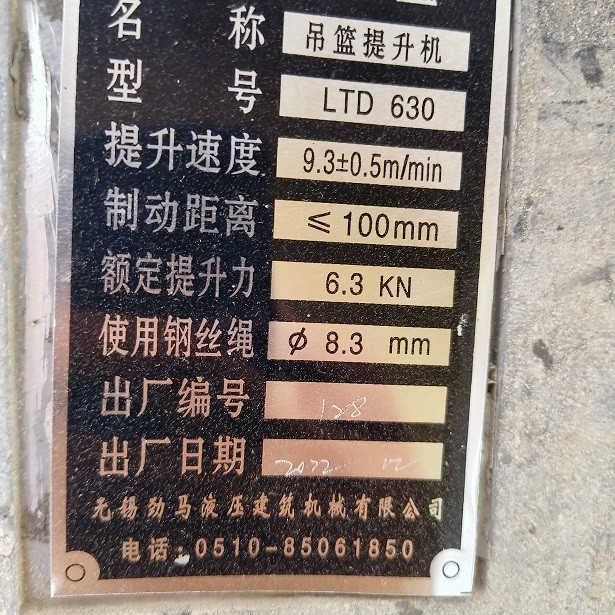 名 称 吊篮提升机
型 号 LTD 630
提升速度 9.3±0.5m/min
制动距离 ≤100mm
额定提升力 6.3 KN
使用钢丝绳 φ 8.3 mm
出厂编号 128
出厂日期 2022 12
无锡劲马液压建筑机械有限公司
电话:0510-85061850